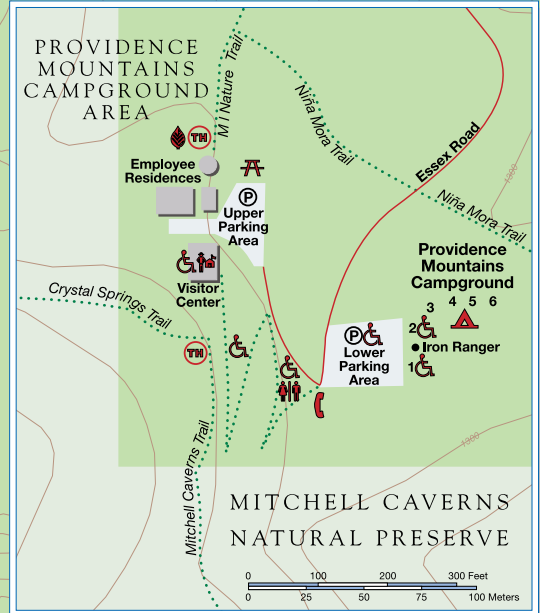 PROVIDENCE
MOUNTAINS
CAMPGROUND
AREA
M I Nature Trail
TH
Niña Mora Trail
Essex Road
1300
Employee
Residences
P
Upper
Parking
Area
Niña Mora Trail
Visitor
Center
Providence
Mountains
Campground
3 4 5 6
2
Iron Ranger
1
Crystal Springs Trail
TH
P
Lower
Parking
Area
1300
Mitchell Caverns Trail
MITCHELL CAVERNS
NATURAL PRESERVE
0 100 200 300 Feet
0 25 50 75 100 Meters